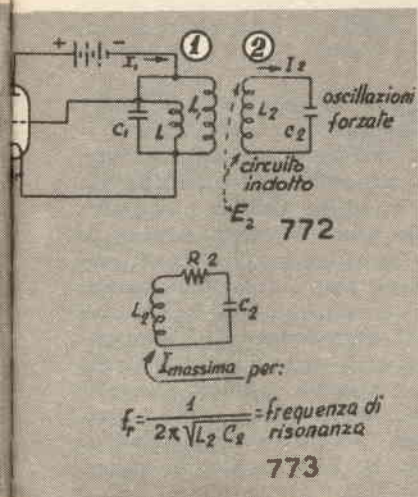 + -
I₁
1
2
I₂
C₁
L
L₁
L₂
C₂
oscillazioni
forzate
circuito
indotto
E₂
772
R 2
L₂
C₂
I massima per:
fᵣ = 1 / 2π √L₂ C₂ = frequenza di
risonanza
773